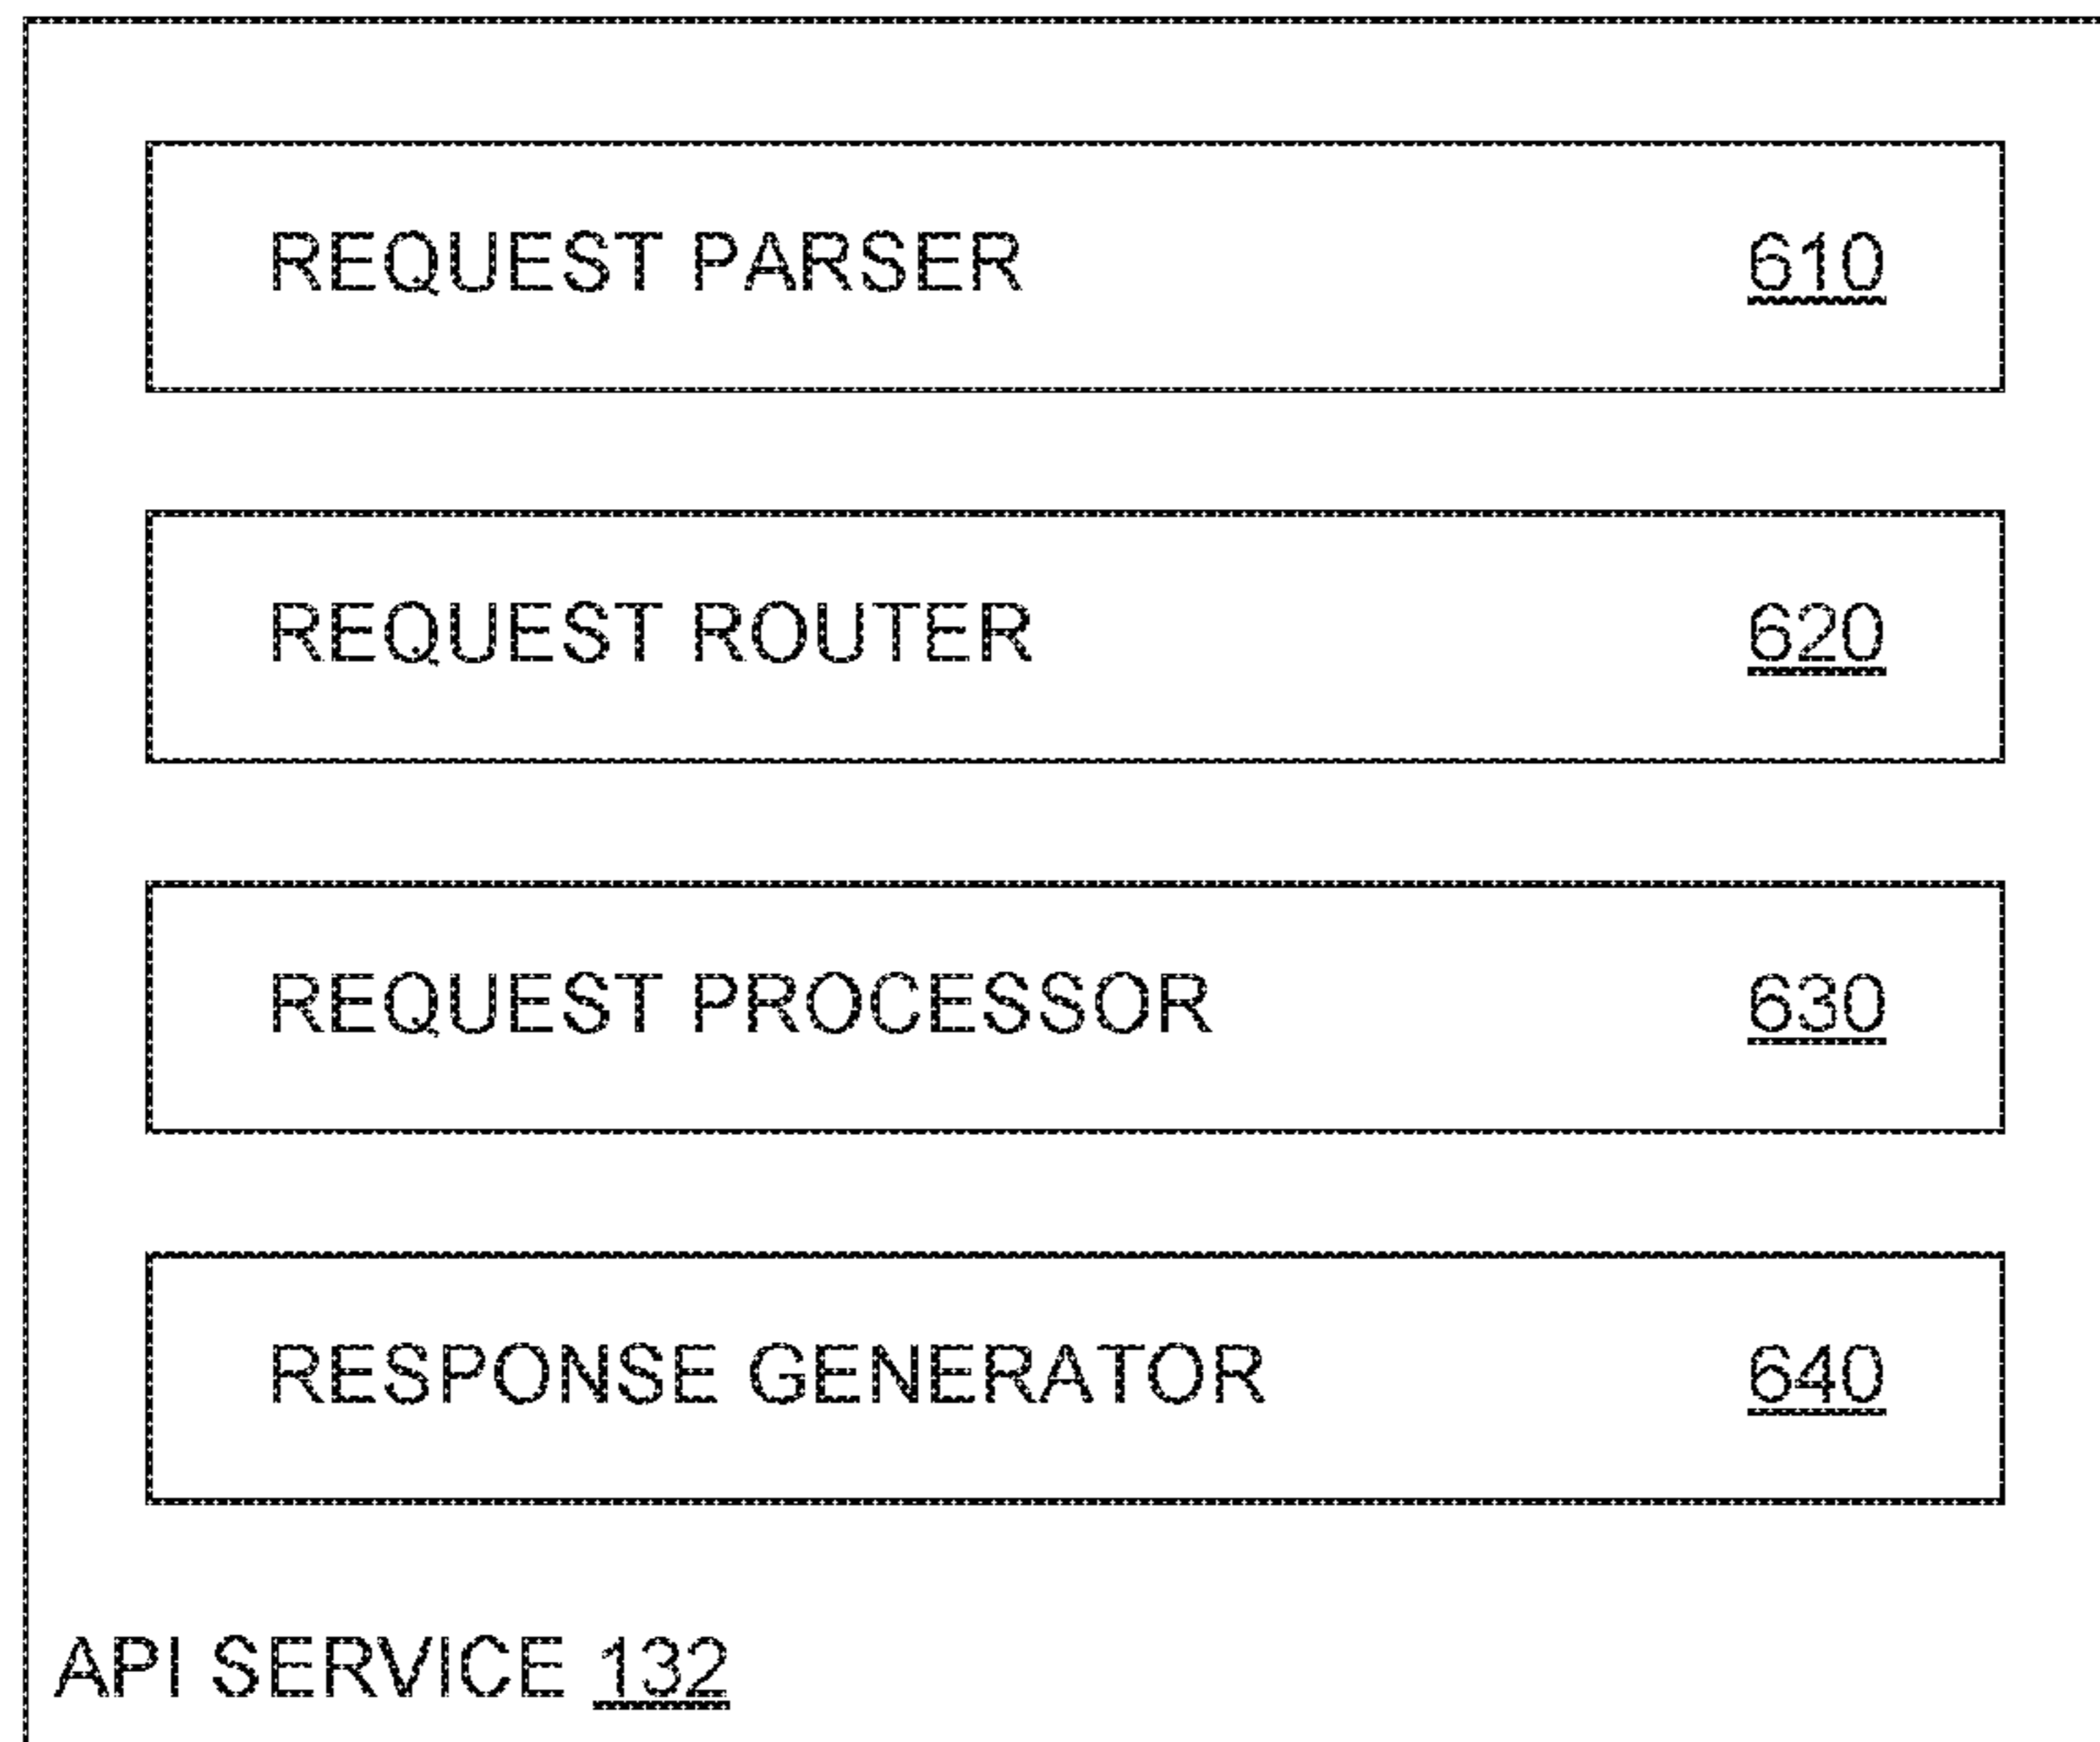 REQUEST PARSER 610
REQUEST ROUTER 620
REQUEST PROCESSOR 630
RESPONSE GENERATOR 640
API SERVICE 132